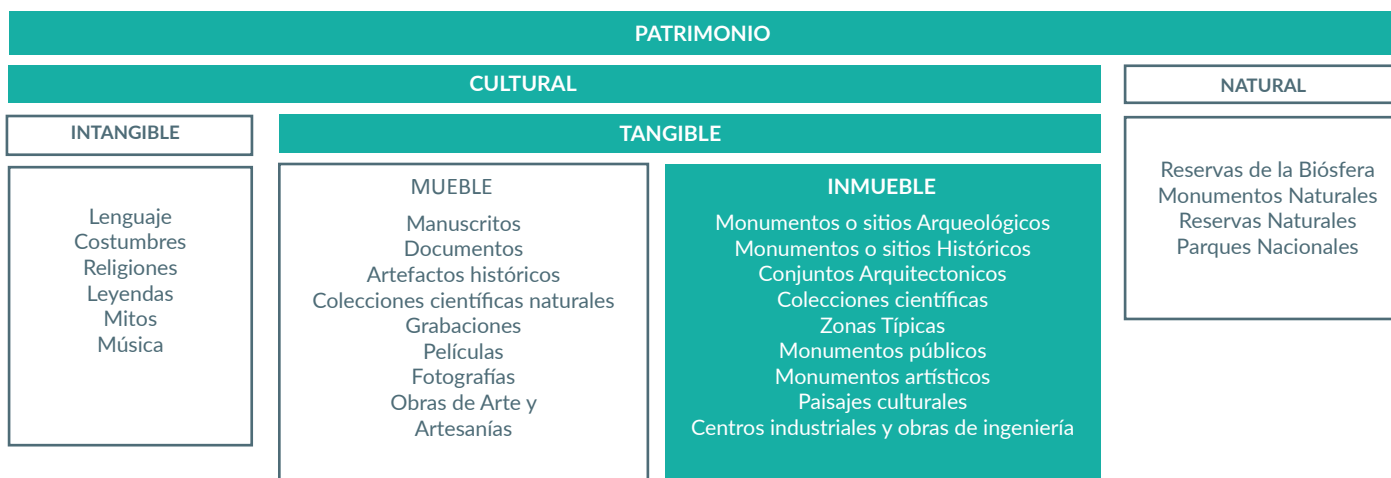 PATRIMONIO
CULTURAL
NATURAL
INTANGIBLE
TANGIBLE
Lenguaje
Costumbres
Religiones
Leyendas
Mitos
Música
MUEBLE
Manuscritos
Documentos
Artefactos históricos
Colecciones científicas naturales
Grabaciones
Películas
Fotografías
Obras de Arte y
Artesanías
INMUEBLE
Monumentos o sitios Arqueológicos
Monumentos o sitios Históricos
Conjuntos Arquitectonicos
Colecciones científicas
Zonas Típicas
Monumentos públicos
Monumentos artísticos
Paisajes culturales
Centros industriales y obras de ingeniería
Reservas de la Biósfera
Monumentos Naturales
Reservas Naturales
Parques Nacionales